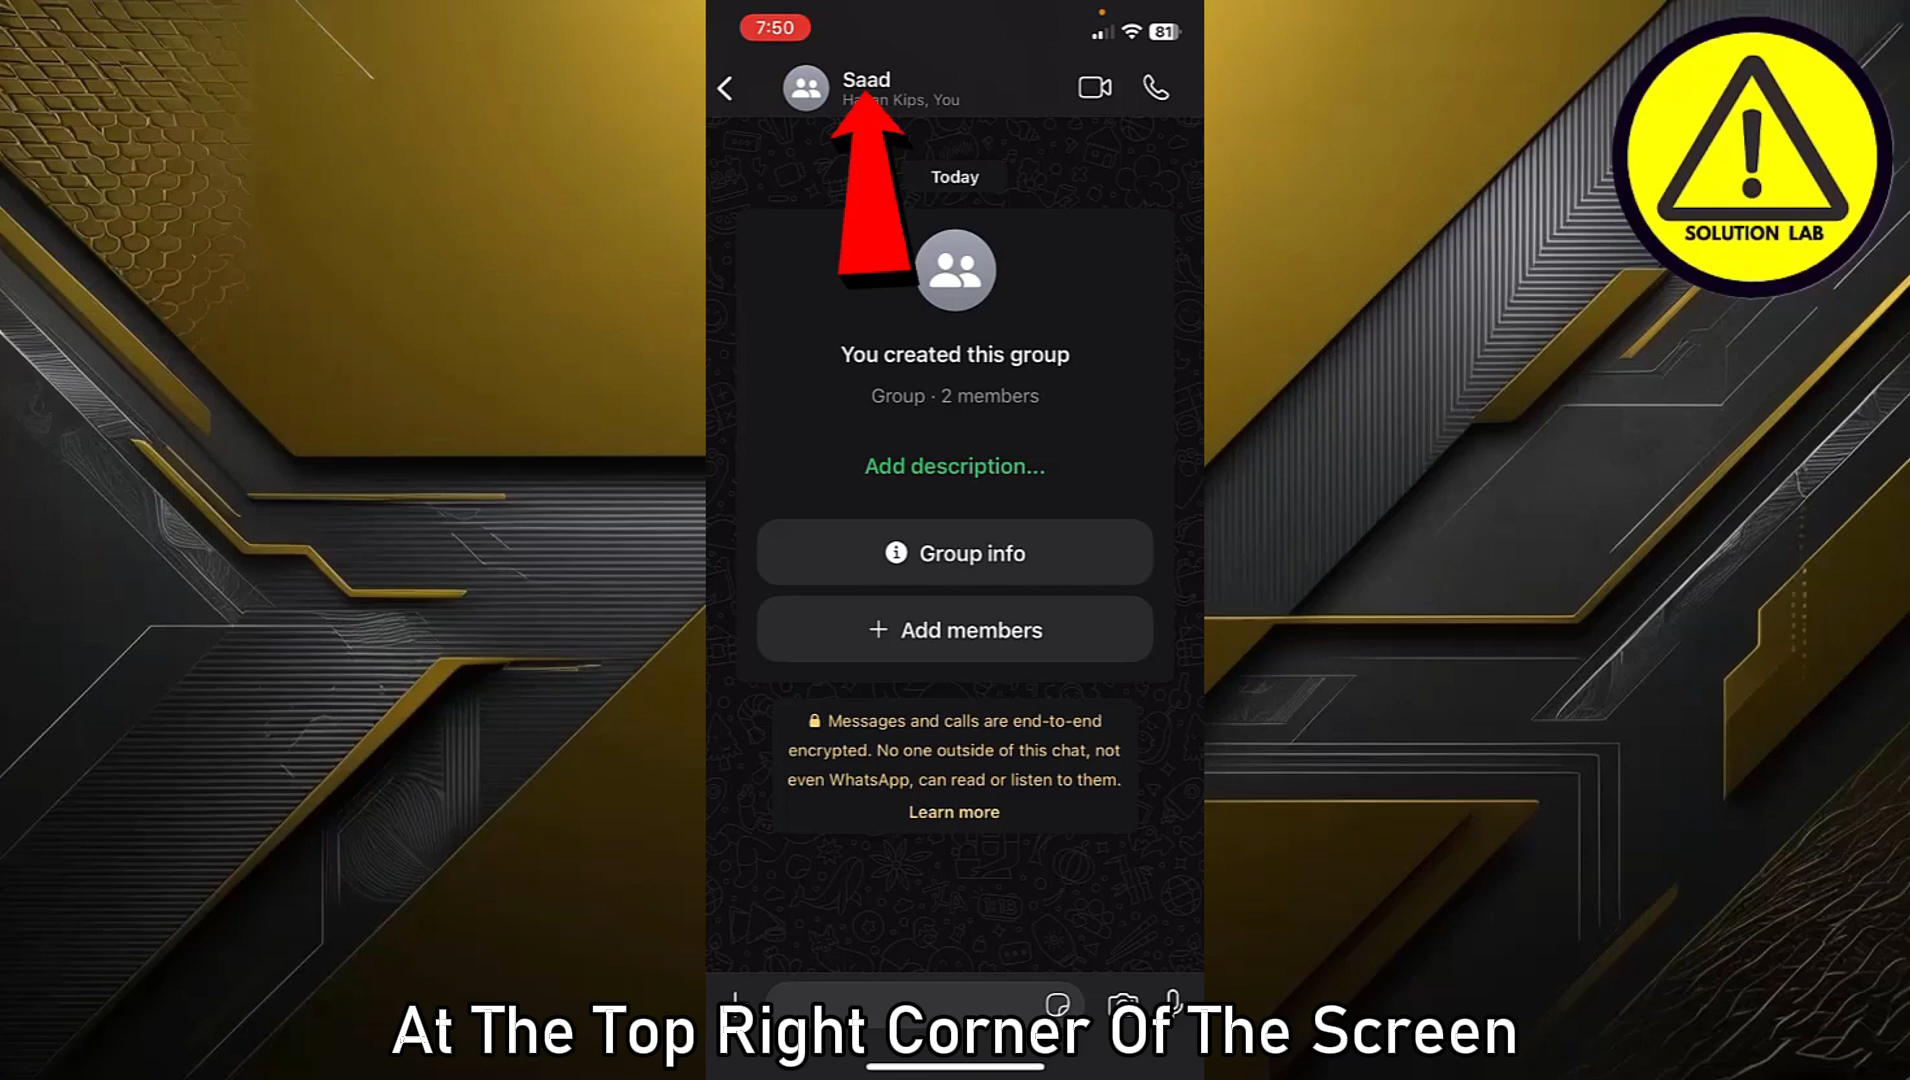 7:50
81
Saad
Kips, You
Today
SOLUTION LAB
You created this group
Group · 2 members
Add description...
Group info
Add members
Messages and calls are end-to-end
encrypted. No one outside of this chat, not
even WhatsApp, can read or listen to them.
Learn more
At The Top Right Corner Of The Screen